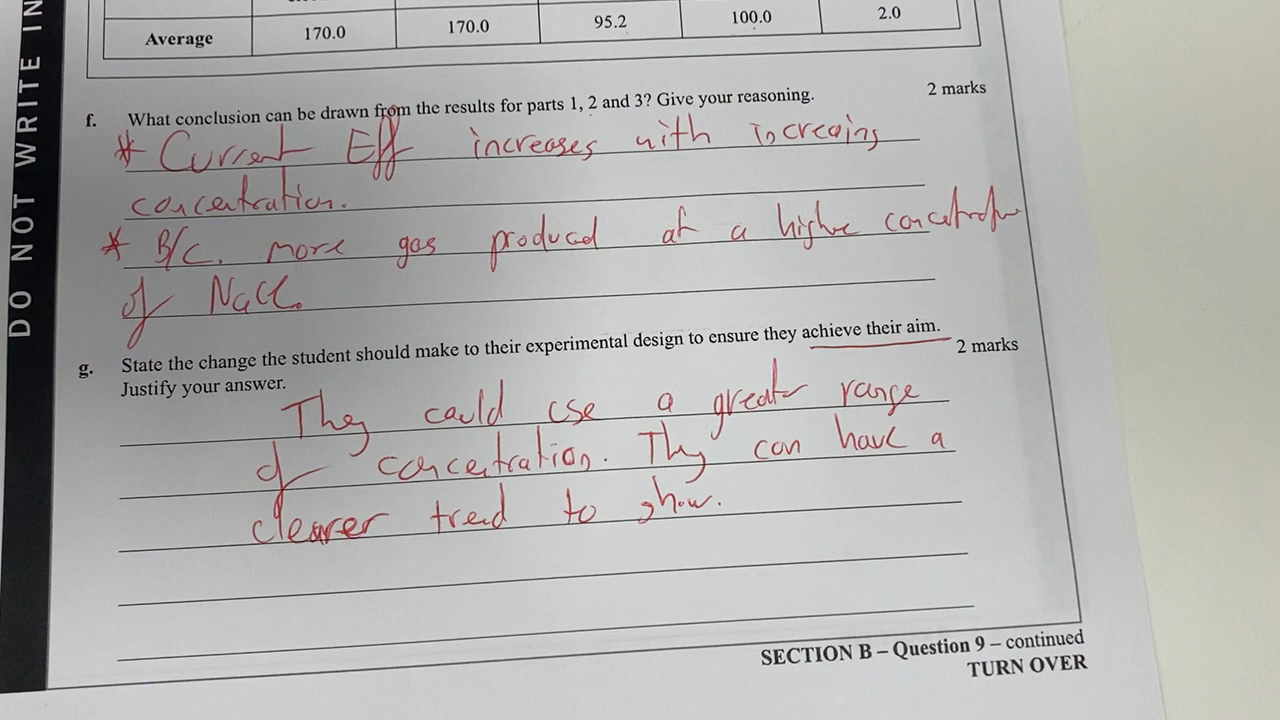 DO NOT WRITE IN
Average 170.0 170.0 95.2 100.0 2.0
f. What conclusion can be drawn from the results for parts 1, 2 and 3? Give your reasoning. 2 marks
* Current Eff increases with
concentration.
* B/c. more gas produced at a
of NaCl.
g. State the change the student should make to their experimental design to ensure they achieve their aim. 2 marks
Justify your answer.
They could use a greater range
of concentration. They can have a
clearer trend to show.
SECTION B – Question 9 – continued
TURN OVER